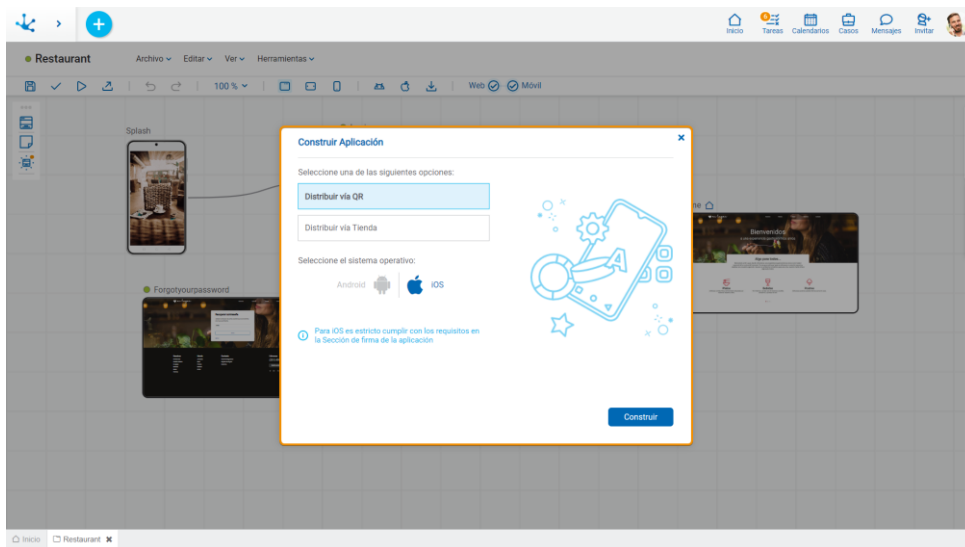 6
Inicio
Tareas
Calendarios
Casos
Mensajes
Invitar
Restaurant
Archivo
Editar
Ver
Herramientas
100 %
Web
Móvil
Splash
Construir Aplicación
Seleccione una de las siguientes opciones:
Distribuir vía QR
Distribuir vía Tienda
Seleccione el sistema operativo:
Android
iOS
Para iOS es estricto cumplir con los requisitos en
la Sección de firma de la aplicación
Construir
Forgotyourpassword
Bienvenidos
Inicio
Restaurant